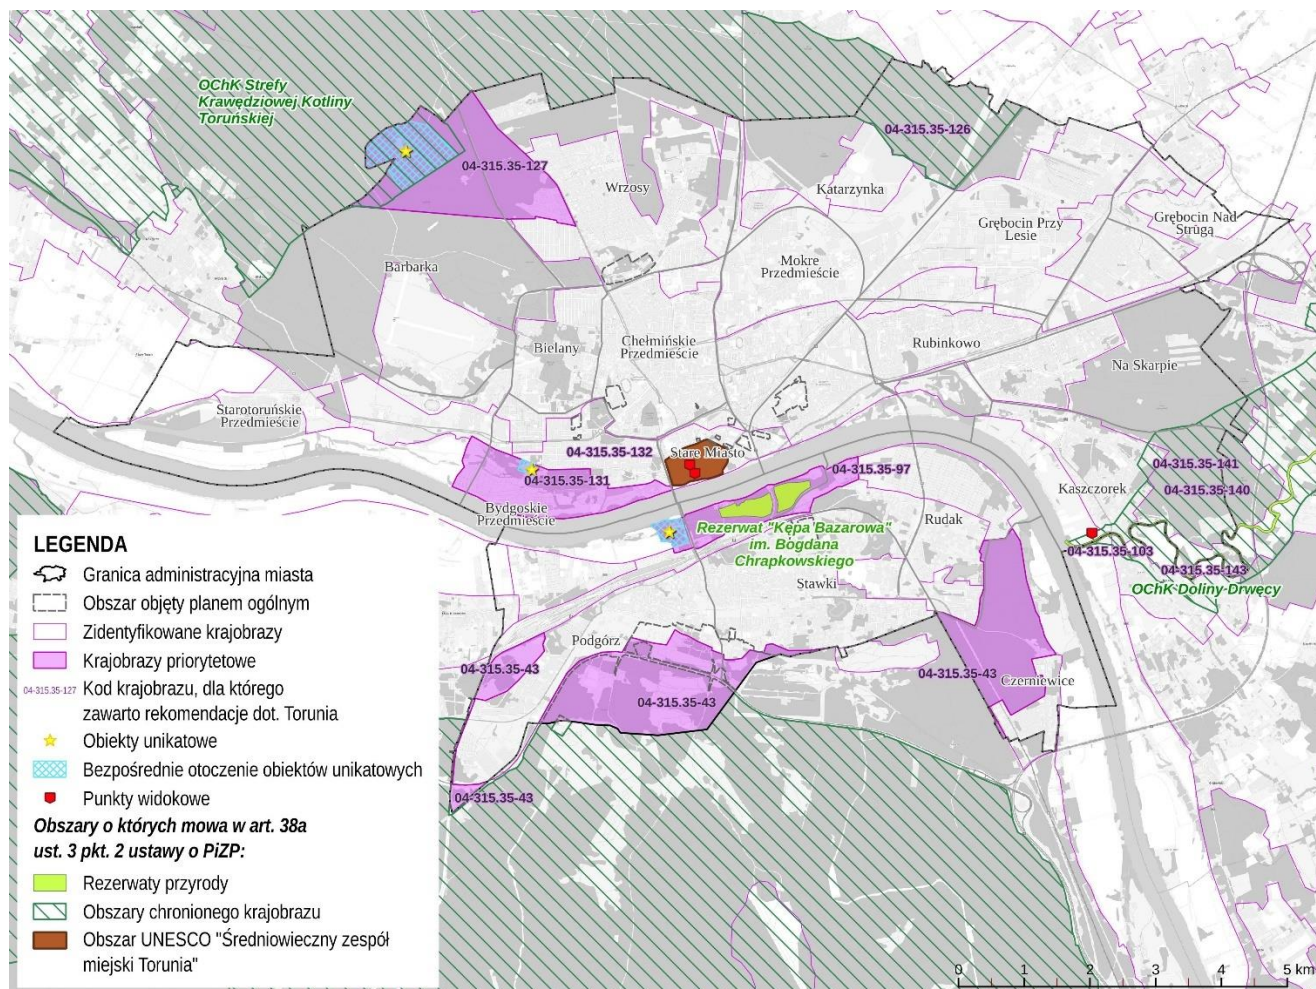 OChK Strefy
Krawędziowej Kotliny
Toruńskiej
04-315.35-126
04-315.35-127
Wrzosy
Katarzynka
Grębocin Przy
Lesie
Grębocin Nad
Strugą
Barbarka
Mokre
Przedmieście
Bielany
Chełmińskie
Przedmieście
Rubinkowo
Na Skarpie
Starotoruńskie
Przedmieście
04-315.35-132
Stare Miasto
04-315.35-131
04-315.35-97
04-315.35-141
04-315.35-140
Kaszczorek
Bydgoskie
Przedmieście
Rudak
Rezerwat "Kępa Bazarowa"
im. Bogdana
Chrapkowskiego
04-315.35-103
04-315.35-143
OChK Doliny Drwęcy
Stawki
Podgórz
04-315.35-43
04-315.35-43
04-315.35-43
Czerniewice
04-315.35-43
LEGENDA
Granica administracyjna miasta
Obszar objęty planem ogólnym
Zidentyfikowane krajobrazy
Krajobrazy priorytetowe
04-315.35-127 Kod krajobrazu, dla którego
zawarto rekomendacje dot. Torunia
Obiekty unikatowe
Bezpośrednie otoczenie obiektów unikatowych
Punkty widokowe
Obszary o których mowa w art. 38a
ust. 3 pkt. 2 ustawy o PiZP:
Rezerwaty przyrody
Obszary chronionego krajobrazu
Obszar UNESCO "Średniowieczny zespół
miejski Torunia"
0 1 2 3 4 5 km